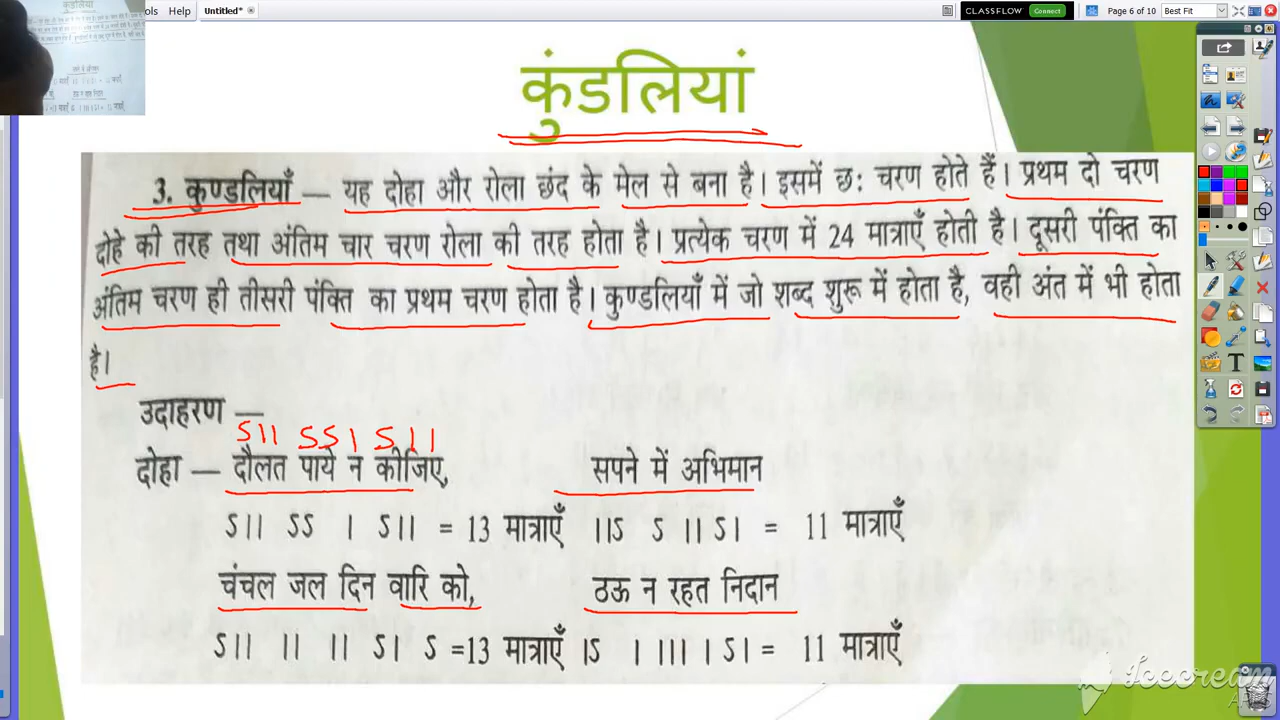 ols Help Untitled* CLASSFLOW Connect Page 6 of 10 Best Fit
कुंडलियां
3. कुण्डलियाँ — यह दोहा और रोला छंद के मेल से बना है। इसमें छः चरण होते हैं। प्रथम दो चरण
दोहे की तरह तथा अंतिम चार चरण रोला की तरह होता है। प्रत्येक चरण में 24 मात्राएँ होती है। दूसरी पंक्ति का
अंतिम चरण ही तीसरी पंक्ति का प्रथम चरण होता है। कुण्डलियाँ में जो शब्द शुरू में होता है, वही अंत में भी होता
है।
उदाहरण —
S I I S S I S I I
दोहा — दौलत पाये न कीजिए, सपने में अभिमान
S I I S S I S I I = 13 मात्राएँ I I S S I I S I = 11 मात्राएँ
चंचल जल दिन वारि को, ठऊ न रहत निदान
S I I I I I I S I S =13 मात्राएँ I S I I I I I S I = 11 मात्राएँ